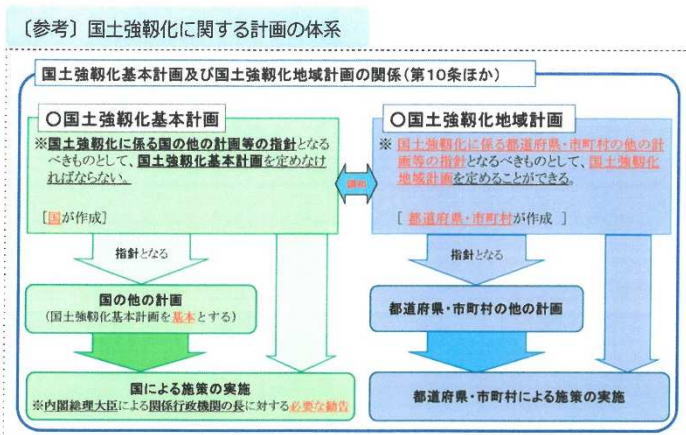 〔参考〕国土強靱化に関する計画の体系
国土強靱化基本計画及び国土強靱化地域計画の関係(第10条ほか)
○国土強靱化基本計画
※国土強靱化に係る国の他の計画等の指針となる
べきものとして、国土強靱化基本計画を定めなけ
ればならない。
[国が作成]
指針となる
国の他の計画
(国土強靱化基本計画を基本とする)
国による施策の実施
※内閣総理大臣による関係行政機関の長に対する必要な勧告
調和
○国土強靱化地域計画
※ 国土強靱化に係る都道府県・市町村の他の計
画等の指針となるべきものとして、国土強靱化
地域計画を定めることができる。
[ 都道府県・市町村が作成 ]
指針となる
都道府県・市町村の他の計画
都道府県・市町村による施策の実施